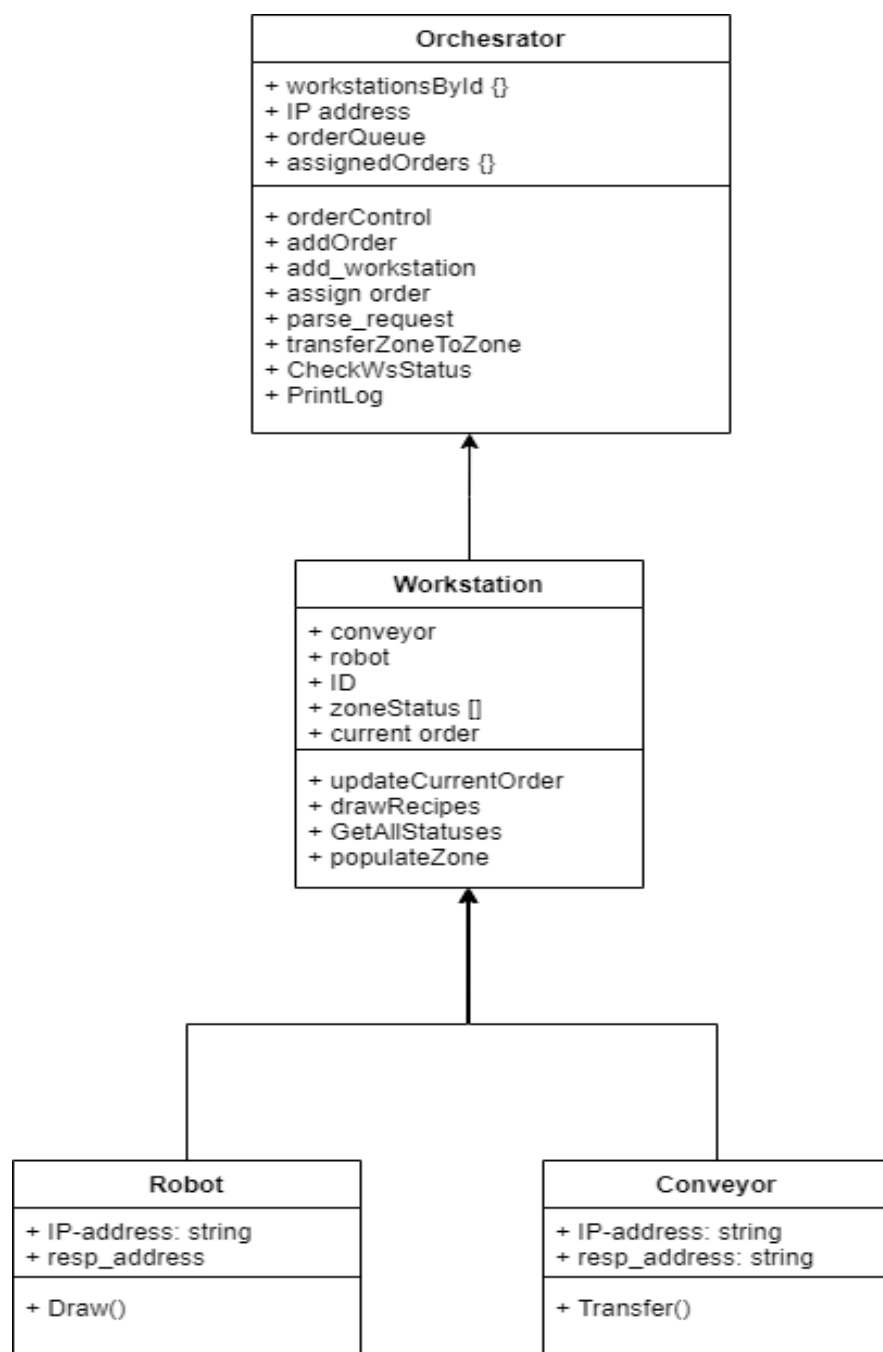 Orchesrator
+ workstationsById {}
+ IP address
+ orderQueue
+ assignedOrders {}
+ orderControl
+ addOrder
+ add_workstation
+ assign order
+ parse_request
+ transferZoneToZone
+ CheckWsStatus
+ PrintLog
Workstation
+ conveyor
+ robot
+ ID
+ zoneStatus []
+ current order
+ updateCurrentOrder
+ drawRecipes
+ GetAllStatuses
+ populateZone
Robot
+ IP-address: string
+ resp_address
+ Draw()
Conveyor
+ IP-address: string
+ resp_address: string
+ Transfer()